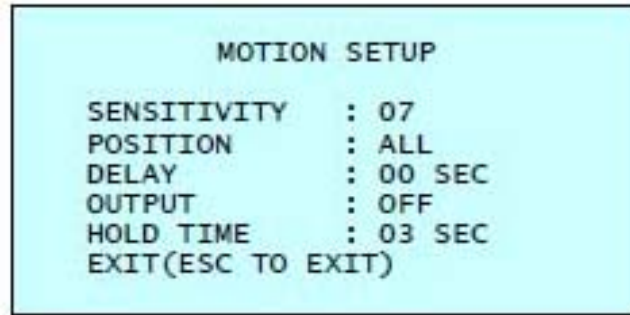 MOTION SETUP
SENSITIVITY : 07
POSITION : ALL
DELAY : 00 SEC
OUTPUT : OFF
HOLD TIME : 03 SEC
EXIT(ESC TO EXIT)